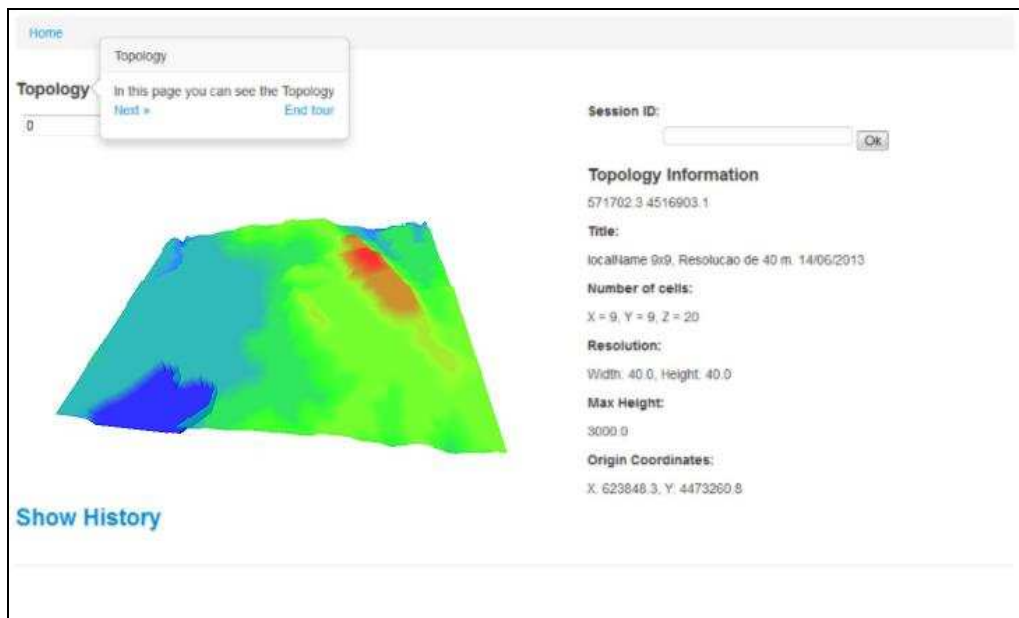 Home
Topology
In this page you can see the Topology
Next »
End tour
Topology
0
Session ID:
Ok
Topology Information
571702.3 4516903.1
Title:
localName 9x9, Resolucao de 40 m. 14/06/2013
Number of cells:
X = 9, Y = 9, Z = 20
Resolution:
Width: 40.0, Height: 40.0
Max Height:
3000.0
Origin Coordinates:
X: 623848.3, Y: 4473260.8
Show History